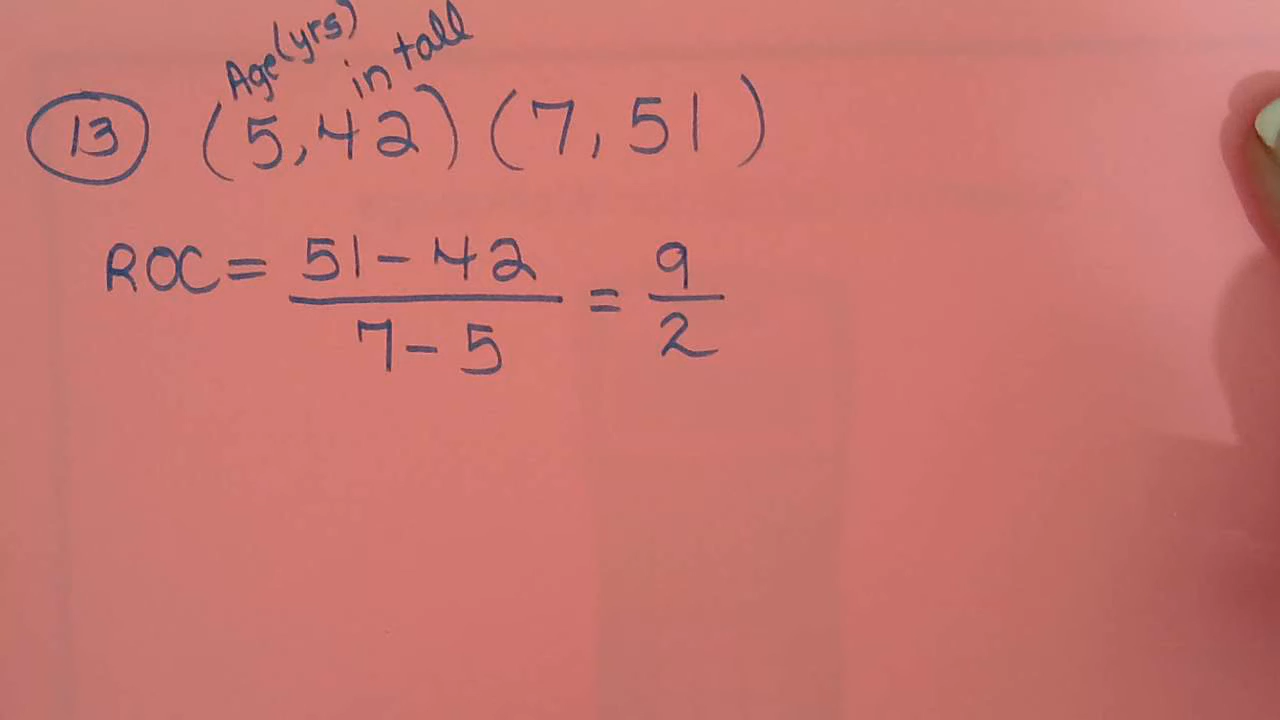 Age(yrs) in tall
13 (5,42) (7,51)
ROC = 51-42 / 7-5 = 9/2